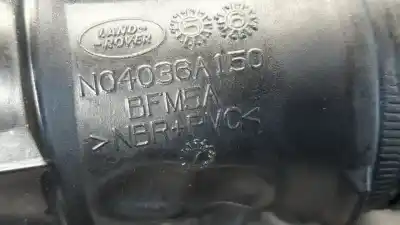 LAND
ROVER
N04036A150
BFM5A
>NBR+PVC<